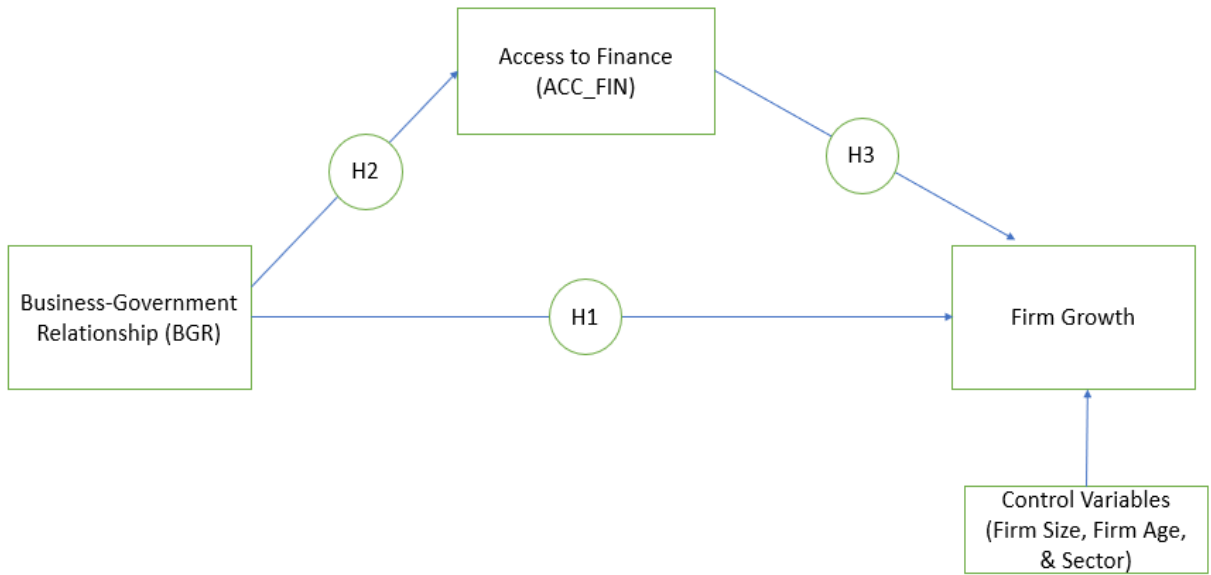 Access to Finance
(ACC_FIN)
H2
H3
Business-Government
Relationship (BGR)
H1
Firm Growth
Control Variables
(Firm Size, Firm Age,
& Sector)